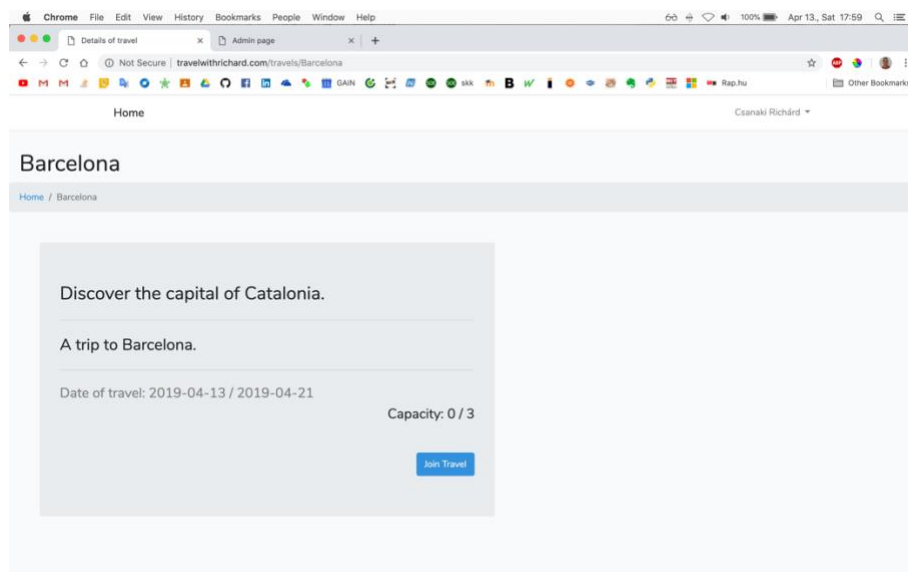 Chrome File Edit View History Bookmarks People Window Help 100% Apr 13., Sat 17:59
Details of travel Admin page
Not Secure travelwithrichard.com/travels/Barcelona
GAIN skk Rap.hu Other Bookmarks
Home Csanaki Richárd
Barcelona
Home / Barcelona
Discover the capital of Catalonia.
A trip to Barcelona.
Date of travel: 2019-04-13 / 2019-04-21
Capacity: 0 / 3
Join Travel